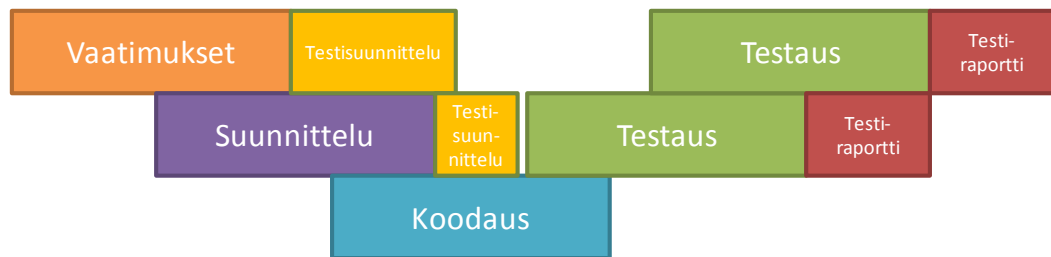 Vaatimukset
Testisuunnittelu
Testaus
Testi-
raportti
Suunnittelu
Testi-
suun-
nittelu
Testaus
Testi-
raportti
Koodaus